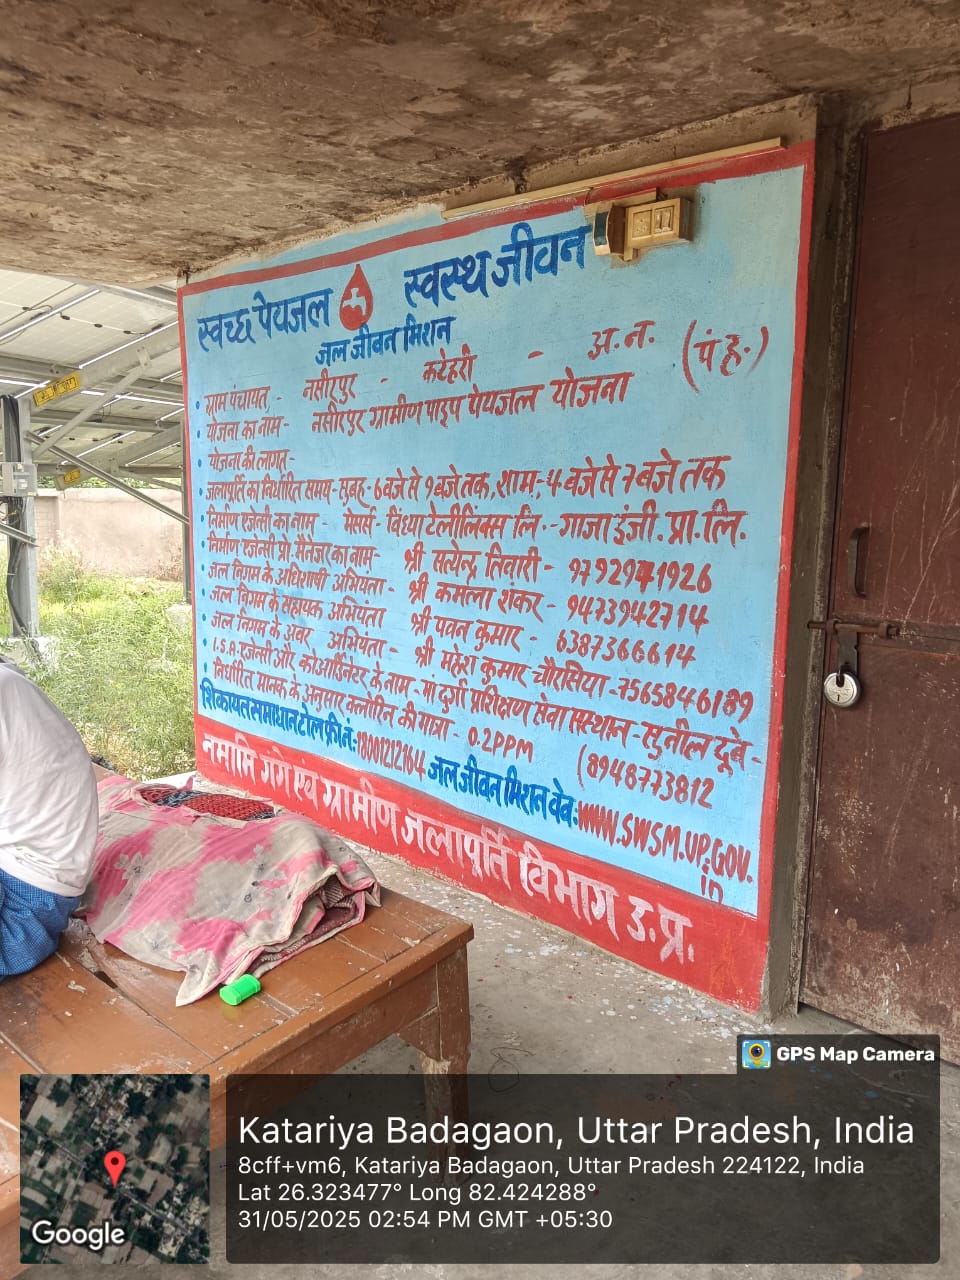 स्वच्छ पेयजल स्वस्थ जीवन
जल जीवन मिशन
ग्राम पंचायत - नसीरपुर - कटेहरी - अ.न. (पं.ह.)
योजना का नाम - नसीरपुर ग्रामीण पाइप पेयजल योजना
योजना की लागत -
जलापूर्ति का निर्धारित समय - सुबह - 6 बजे से 9 बजे तक, शाम - 4 बजे से 7 बजे तक
निर्माण एजेन्सी का नाम - मेसर्स - विंध्या टेलीलिंक्स लि. - गाजा इंजी. प्रा. लि.
निर्माण एजेन्सी प्रो. मैनेजर का नाम - श्री सत्येन्द्र तिवारी - 9792941926
जल निगम के अधिशाषी अभियंता - श्री कमला शंकर - 9473942714
जल निगम के सहायक अभियंता श्री पवन कुमार - 6387366614
जल निगम के अवर अभियंता - श्री महेश कुमार चौरसिया - 7565846189
I.S.A. एजेन्सी और कोआर्डिनेटर के नाम - मां दुर्गा प्रशिक्षण सेवा संस्थान - सुनील दूबे -
(8948773812
निर्धारित मानक के अनुसार क्लोरिन की मात्रा - 0.2PPM
शिकायत समाधान टोल फ्री नं:- 18001212164 जल जीवन मिशन वेब:WWW.SWSM.UP.GOV.
in
नमामि गंगे एवं ग्रामीण जलापूर्ति विभाग उ.प्र.
GPS Map Camera
Katariya Badagaon, Uttar Pradesh, India
8cff+vm6, Katariya Badagaon, Uttar Pradesh 224122, India
Lat 26.323477° Long 82.424288°
31/05/2025 02:54 PM GMT +05:30
Google